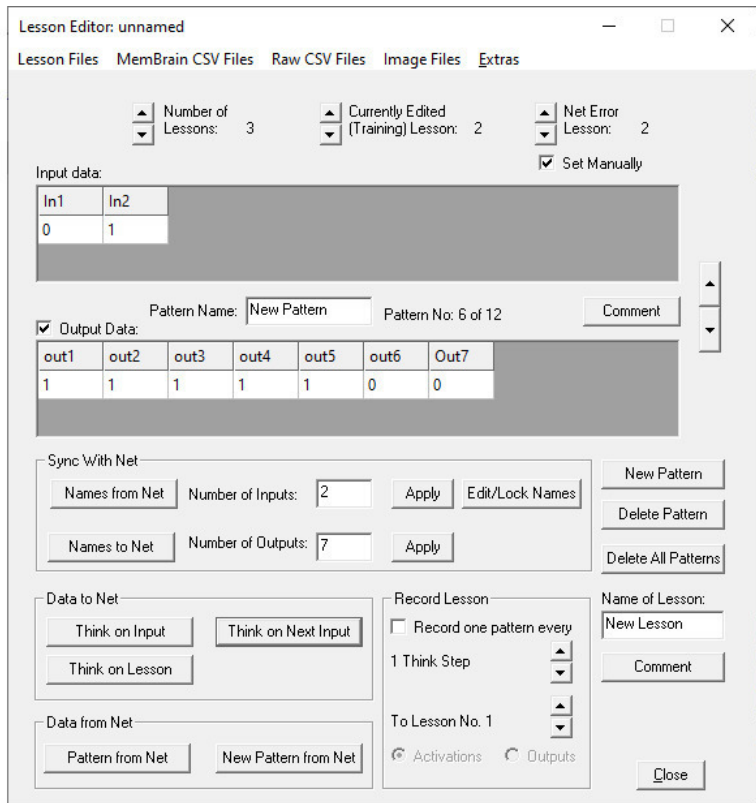 Lesson Editor: unnamed
Lesson Files MemBrain CSV Files Raw CSV Files Image Files Extras
Number of Lessons: 3
Currently Edited (Training) Lesson: 2
Net Error Lesson: 2
Set Manually
Input data:
In1 In2
0 1
Pattern Name: New Pattern Pattern No: 6 of 12 Comment
Output Data:
out1 out2 out3 out4 out5 out6 Out7
1 1 1 1 1 0 0
Sync With Net
Names from Net Number of Inputs: 2 Apply Edit/Lock Names
Names to Net Number of Outputs: 7 Apply
New Pattern
Delete Pattern
Delete All Patterns
Data to Net
Think on Input Think on Next Input
Think on Lesson
Record Lesson
Record one pattern every
1 Think Step
To Lesson No. 1
Activations Outputs
Name of Lesson:
New Lesson
Comment
Data from Net
Pattern from Net New Pattern from Net
Close